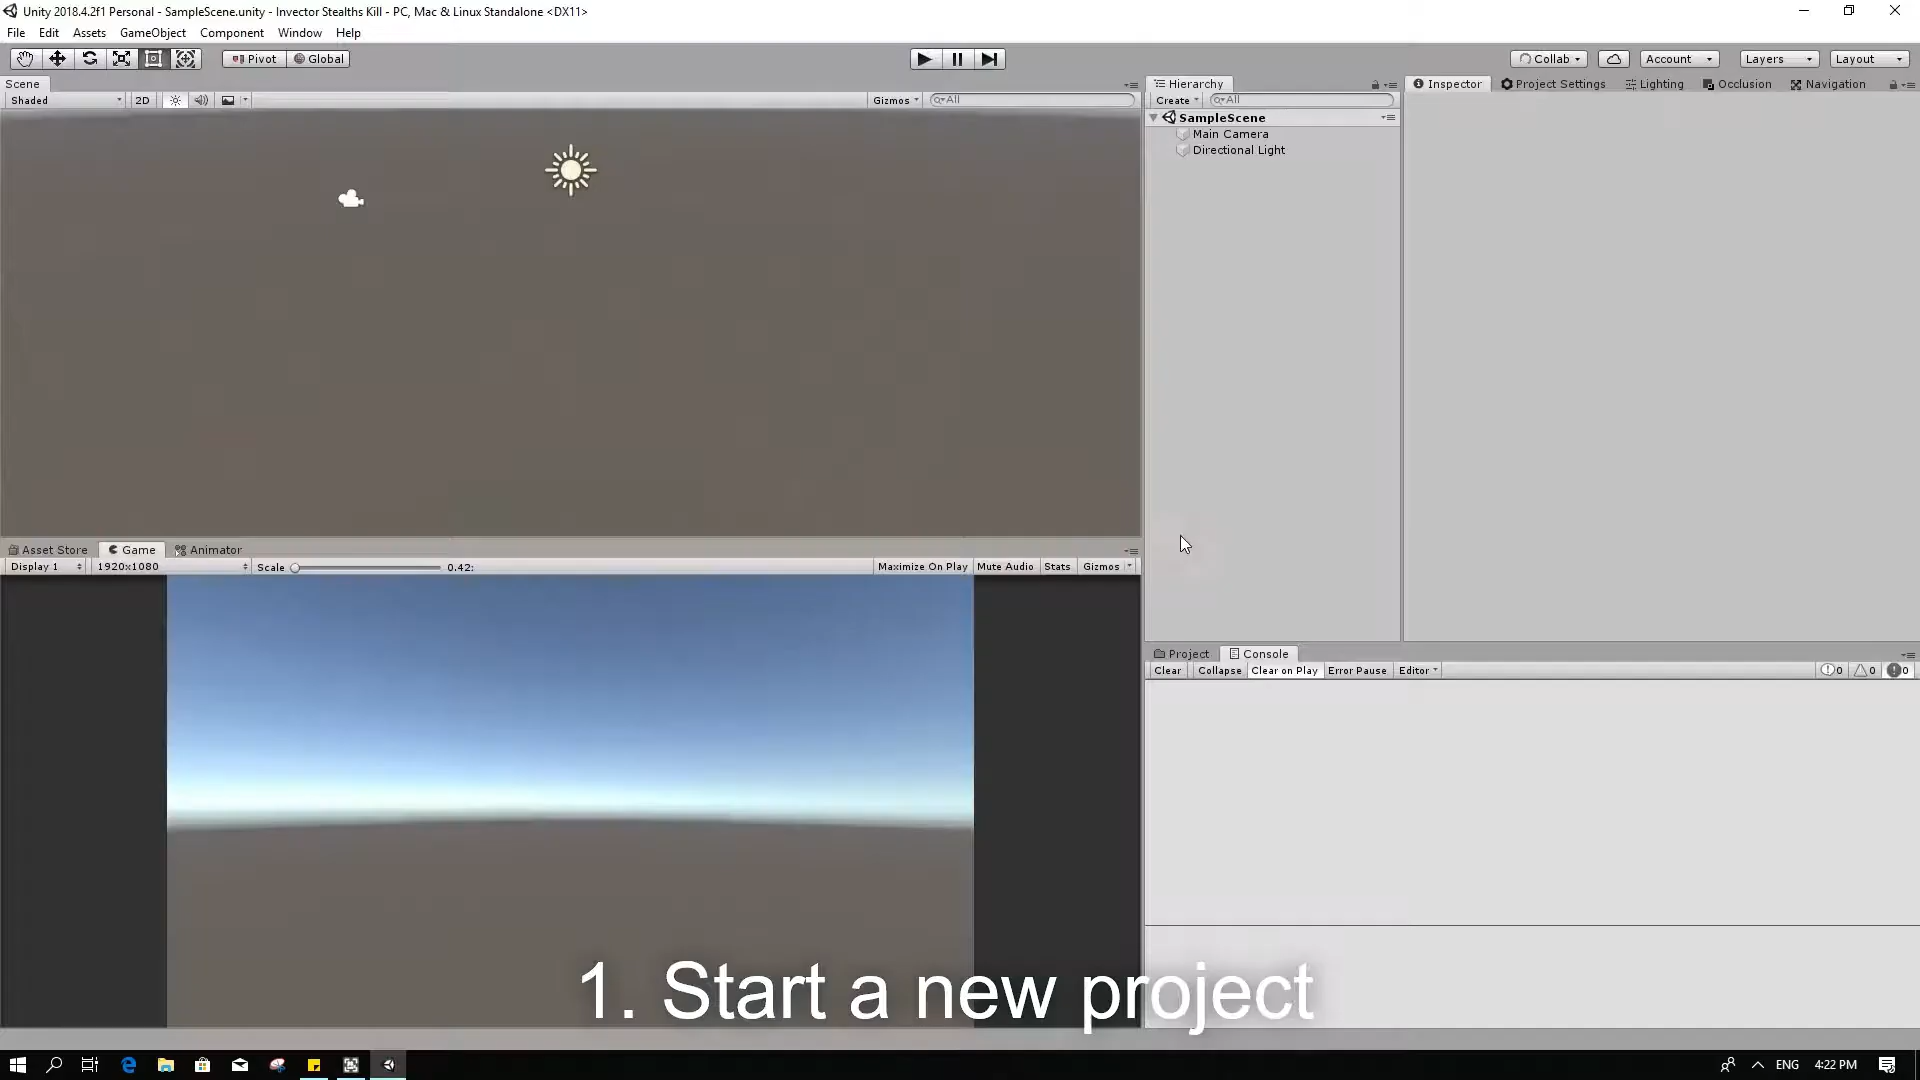 Unity 2018.4.2f1 Personal - SampleScene.unity - Invector Stealths Kill - PC, Mac & Linux Standalone <DX11>
File Edit Assets GameObject Component Window Help
Pivot Global Collab Account Layers Layout
Scene
Shaded 2D Gizmos All
Hierarchy
Create All
SampleScene
Main Camera
Directional Light
Inspector Project Settings Lighting Occlusion Navigation
Asset Store Game Animator
Display 1 1920x1080 Scale 0.42: Maximize On Play Mute Audio Stats Gizmos
Project Console
Clear Collapse Clear on Play Error Pause Editor 0 0 0
1. Start a new project
ENG 4:22 PM